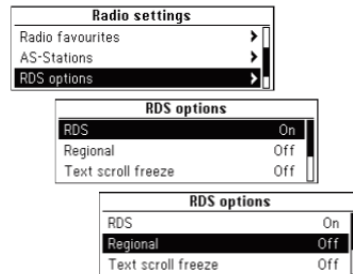 Radio settings
Radio favourites
AS-Stations
RDS options
RDS options
RDS On
Regional Off
Text scroll freeze Off
RDS options
RDS On
Regional Off
Text scroll freeze Off